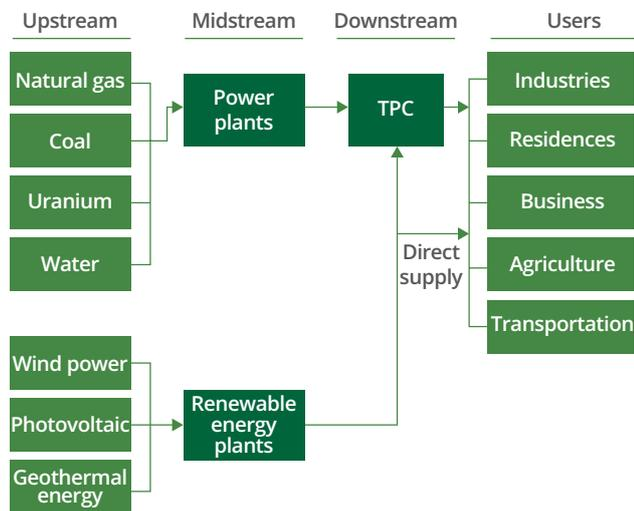 Upstream
Midstream
Downstream
Users
Natural gas
Coal
Uranium
Water
Power
plants
TPC
Industries
Residences
Business
Agriculture
Transportation
Direct
supply
Wind power
Photovoltaic
Geothermal
energy
Renewable
energy
plants